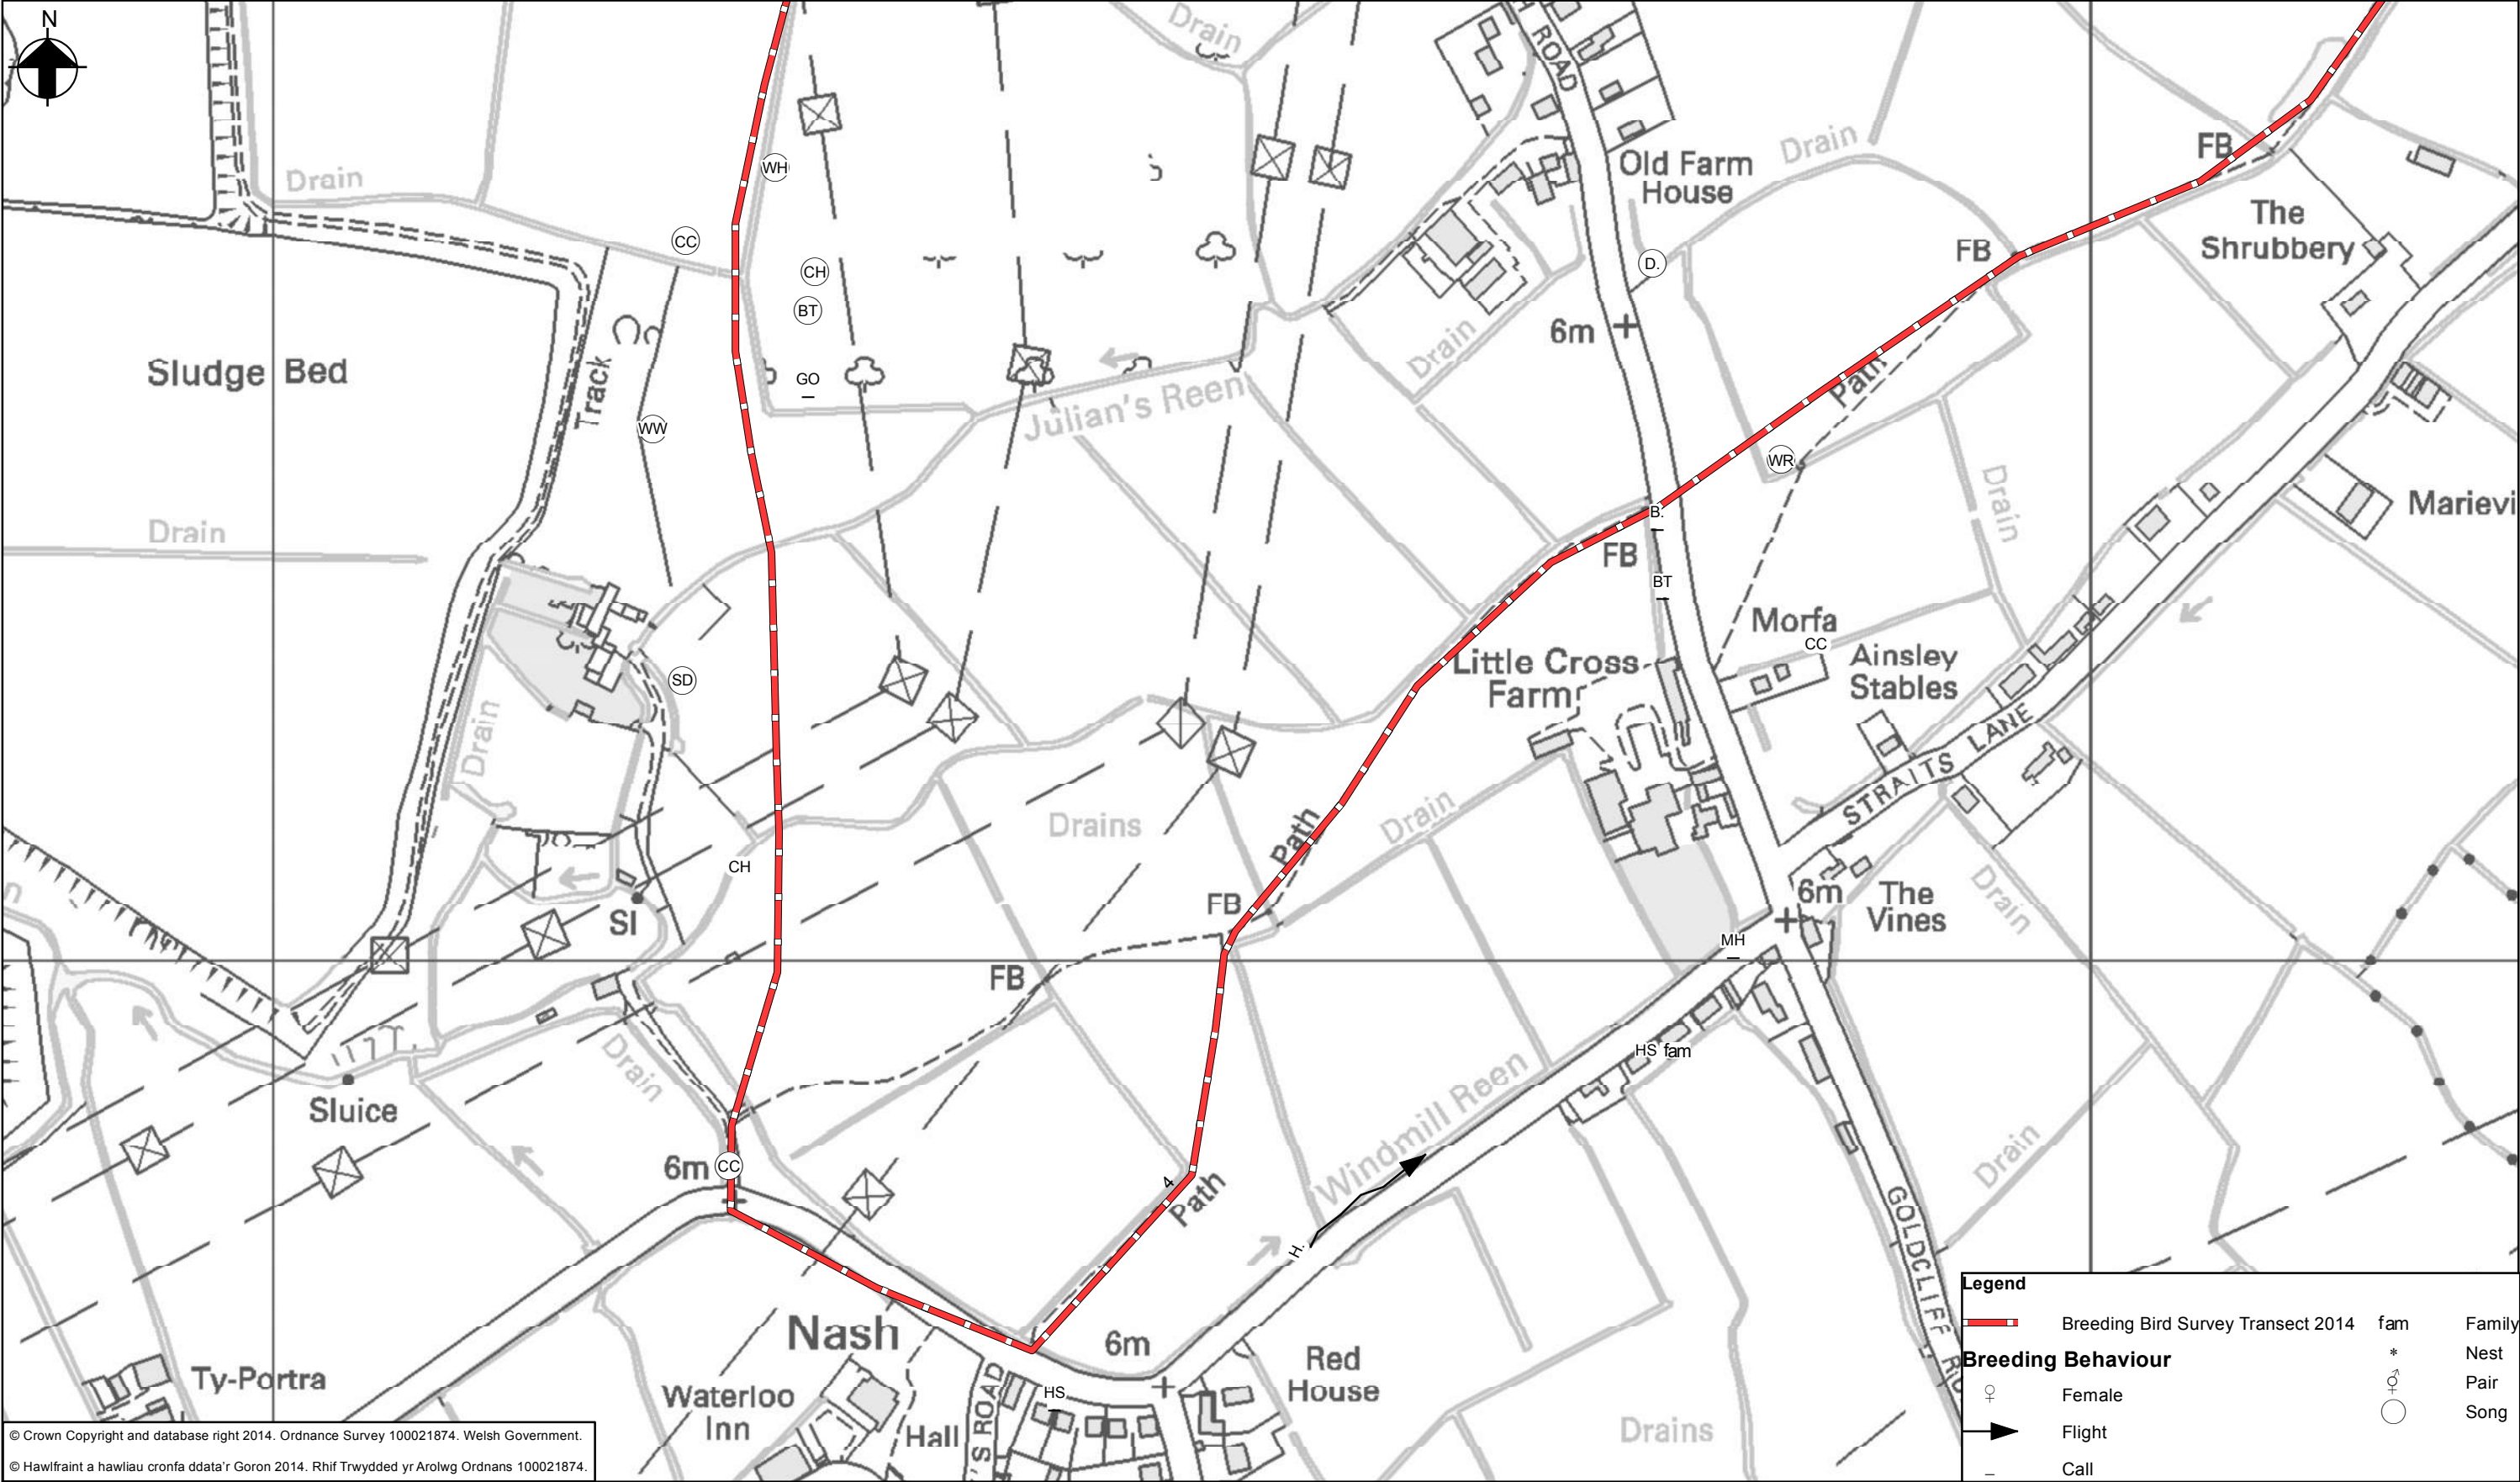 N
Drain
ROAD
WH
Old Farm
House
Drain
FB
Drain
CC
CH
D.
FB
The
Shrubbery
BT
6m
Sludge Bed
Track
GO
Julian's Reen
Drain
Path
WW
WR
Drain
Marievi
Drain
B.
FB
BT
Morfa
CC
Ainsley
Stables
Little Cross
Farm
SD
Drain
STRAITS LANE
Drains
Path
Drain
CH
FB
6m
The
Vines
Drain
SI
MH
FB
HS fam
Drain
Windmill Reen
Sluice
6m
CC
4
Path
Drain
H.
GOLDCLIFF RO
Nash
6m
Red
House
Ty-Portra
Waterloo
Inn
Hall
'S ROAD
HS
Drains
Legend
Breeding Bird Survey Transect 2014
fam Family
Breeding Behaviour
* Nest
♀ Female
Pair
Song
Flight
– Call
© Crown Copyright and database right 2014. Ordnance Survey 100021874. Welsh Government.
© Hawlfraint a hawliau cronfa ddata'r Goron 2014. Rhif Trwydded yr Arolwg Ordnans 100021874.